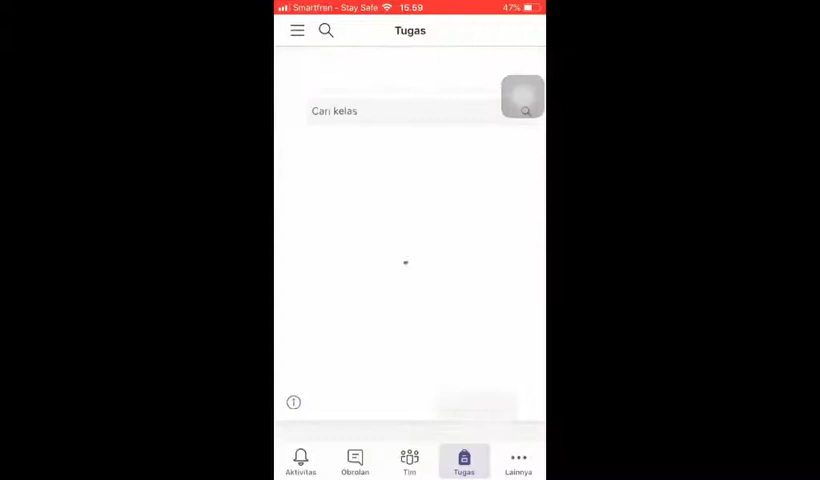 Smartfren - Stay Safe 15.59 47%
Tugas
Cari kelas
Aktivitas Obrolan Tim Tugas Lainnya